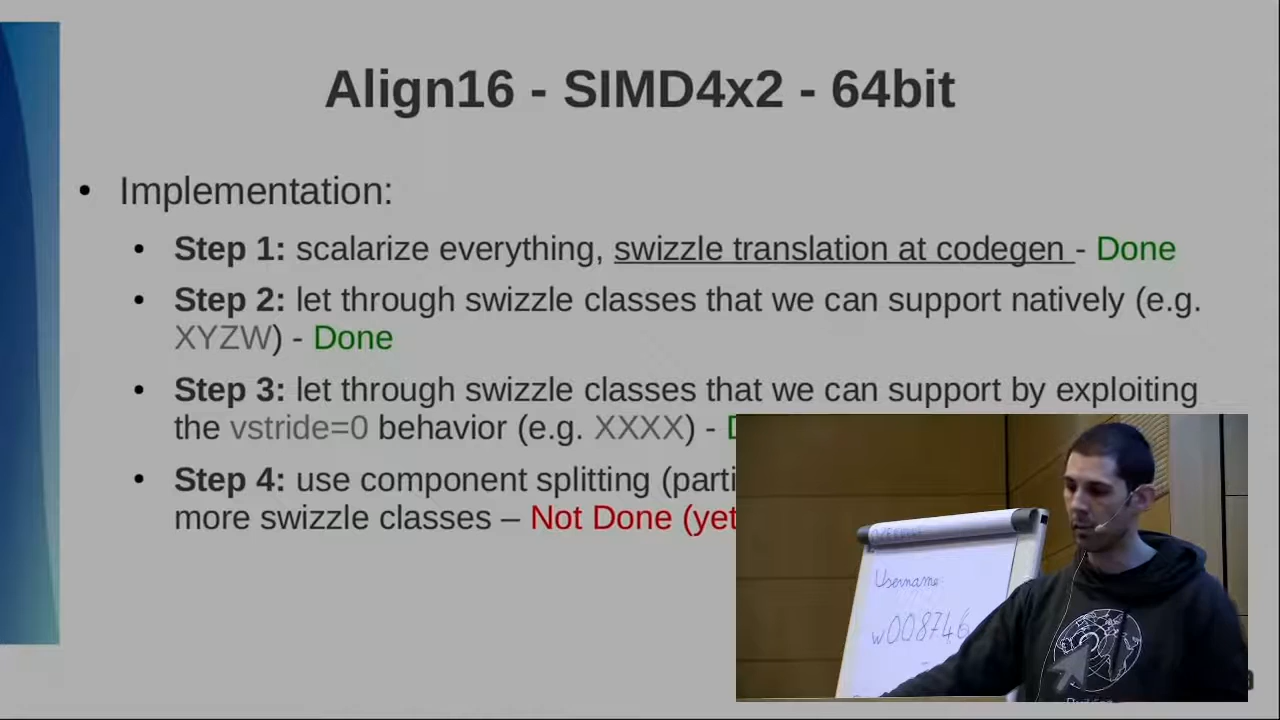 Align16 - SIMD4x2 - 64bit
• Implementation:
• Step 1: scalarize everything, swizzle translation at codegen - Done
• Step 2: let through swizzle classes that we can support natively (e.g.
XYZW) - Done
• Step 3: let through swizzle classes that we can support by exploiting
the vstride=0 behavior (e.g. XXXX) -
• Step 4: use component splitting (parti
more swizzle classes – Not Done (yet
Username:
w008746